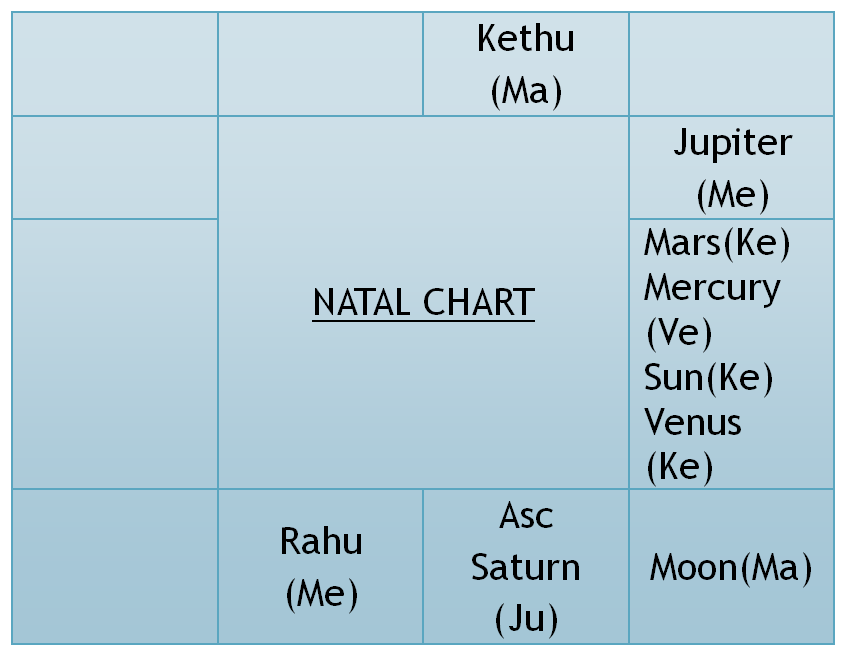 Kethu
(Ma)
Jupiter
(Me)
Mars(Ke)
Mercury
(Ve)
Sun(Ke)
Venus
(Ke)
NATAL CHART
Rahu
(Me)
Asc
Saturn
(Ju)
Moon(Ma)